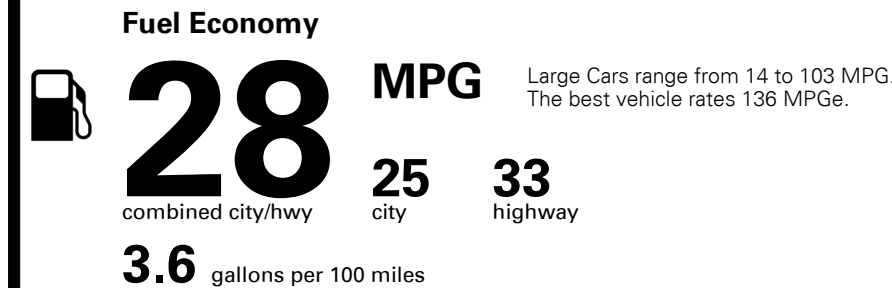 Fuel Economy
28 MPG
Large Cars range from 14 to 103 MPG.
The best vehicle rates 136 MPGe.
combined city/hwy
25
city
33
highway
3.6 gallons per 100 miles